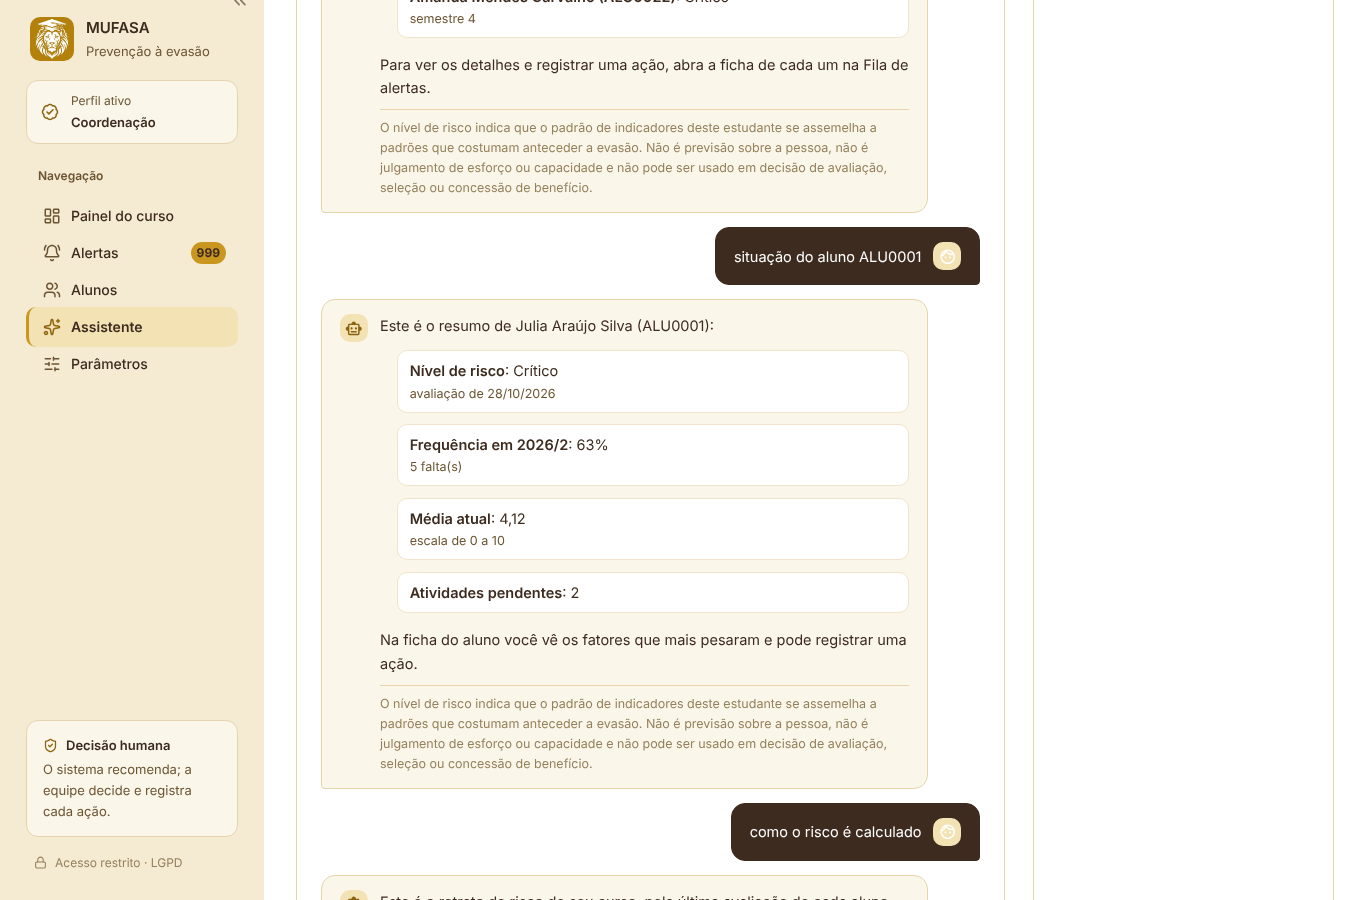 MUFASA
Prevenção à evasão
Perfil ativo
Coordenação
Navegação
Painel do curso
Alertas
999
Alunos
Assistente
Parâmetros
Decisão humana
O sistema recomenda; a
equipe decide e registra
cada ação.
Acesso restrito · LGPD
semestre 4
Para ver os detalhes e registrar uma ação, abra a ficha de cada um na Fila de
alertas.
O nível de risco indica que o padrão de indicadores deste estudante se assemelha a
padrões que costumam anteceder a evasão. Não é previsão sobre a pessoa, não é
julgamento de esforço ou capacidade e não pode ser usado em decisão de avaliação,
seleção ou concessão de benefício.
situação do aluno ALU0001
Este é o resumo de Julia Araújo Silva (ALU0001):
Nível de risco: Crítico
avaliação de 28/10/2026
Frequência em 2026/2: 63%
5 falta(s)
Média atual: 4,12
escala de 0 a 10
Atividades pendentes: 2
Na ficha do aluno você vê os fatores que mais pesaram e pode registrar uma
ação.
O nível de risco indica que o padrão de indicadores deste estudante se assemelha a
padrões que costumam anteceder a evasão. Não é previsão sobre a pessoa, não é
julgamento de esforço ou capacidade e não pode ser usado em decisão de avaliação,
seleção ou concessão de benefício.
como o risco é calculado